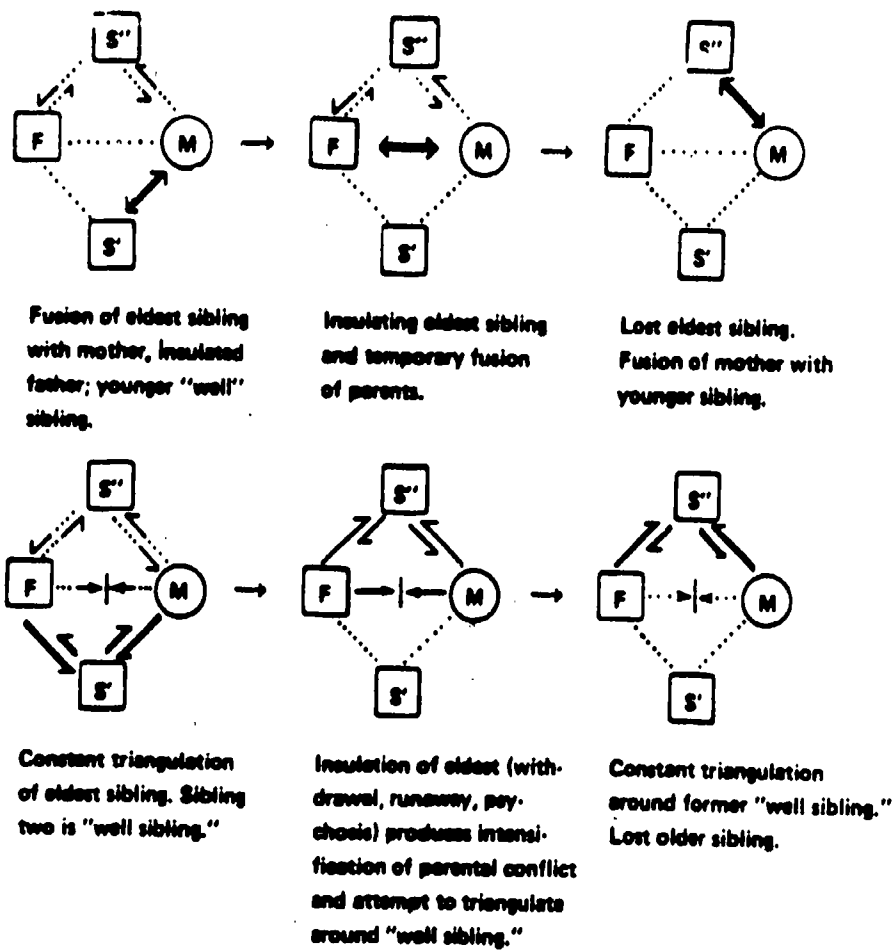 S''
F
M
S'
S''
F
M
S'
S''
F
M
S'
Fusion of eldest sibling
with mother, insulated
father; younger "well"
sibling.
Insulating eldest sibling
and temporary fusion
of parents.
Lost eldest sibling.
Fusion of mother with
younger sibling.
S''
F
M
S'
S''
F
M
S'
S''
F
M
S'
Constant triangulation
of eldest sibling. Sibling
two is "well sibling."
Insulation of eldest (with-
drawal, runaway, psy-
chosis) produces intensi-
fication of parental conflict
and attempt to triangulate
around "well sibling."
Constant triangulation
around former "well sibling."
Lost older sibling.